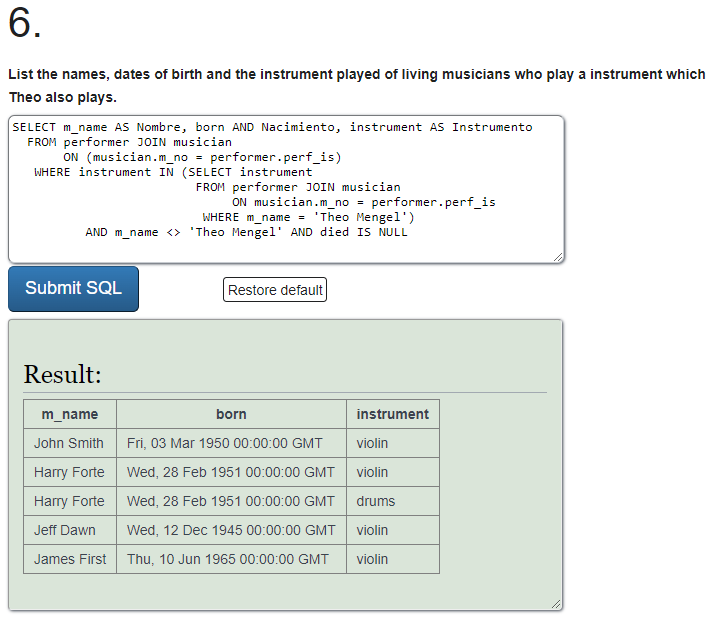 6.
List the names, dates of birth and the instrument played of living musicians who play a instrument which
Theo also plays.
SELECT m_name AS Nombre, born AND Nacimiento, instrument AS Instrumento
FROM performer JOIN musician
ON (musician.m_no = performer.perf_is)
WHERE instrument IN (SELECT instrument
FROM performer JOIN musician
ON musician.m_no = performer.perf_is
WHERE m_name = 'Theo Mengel')
AND m_name <> 'Theo Mengel' AND died IS NULL
Submit SQL Restore default
Result:
m_name born instrument
John Smith Fri, 03 Mar 1950 00:00:00 GMT violin
Harry Forte Wed, 28 Feb 1951 00:00:00 GMT violin
Harry Forte Wed, 28 Feb 1951 00:00:00 GMT drums
Jeff Dawn Wed, 12 Dec 1945 00:00:00 GMT violin
James First Thu, 10 Jun 1965 00:00:00 GMT violin